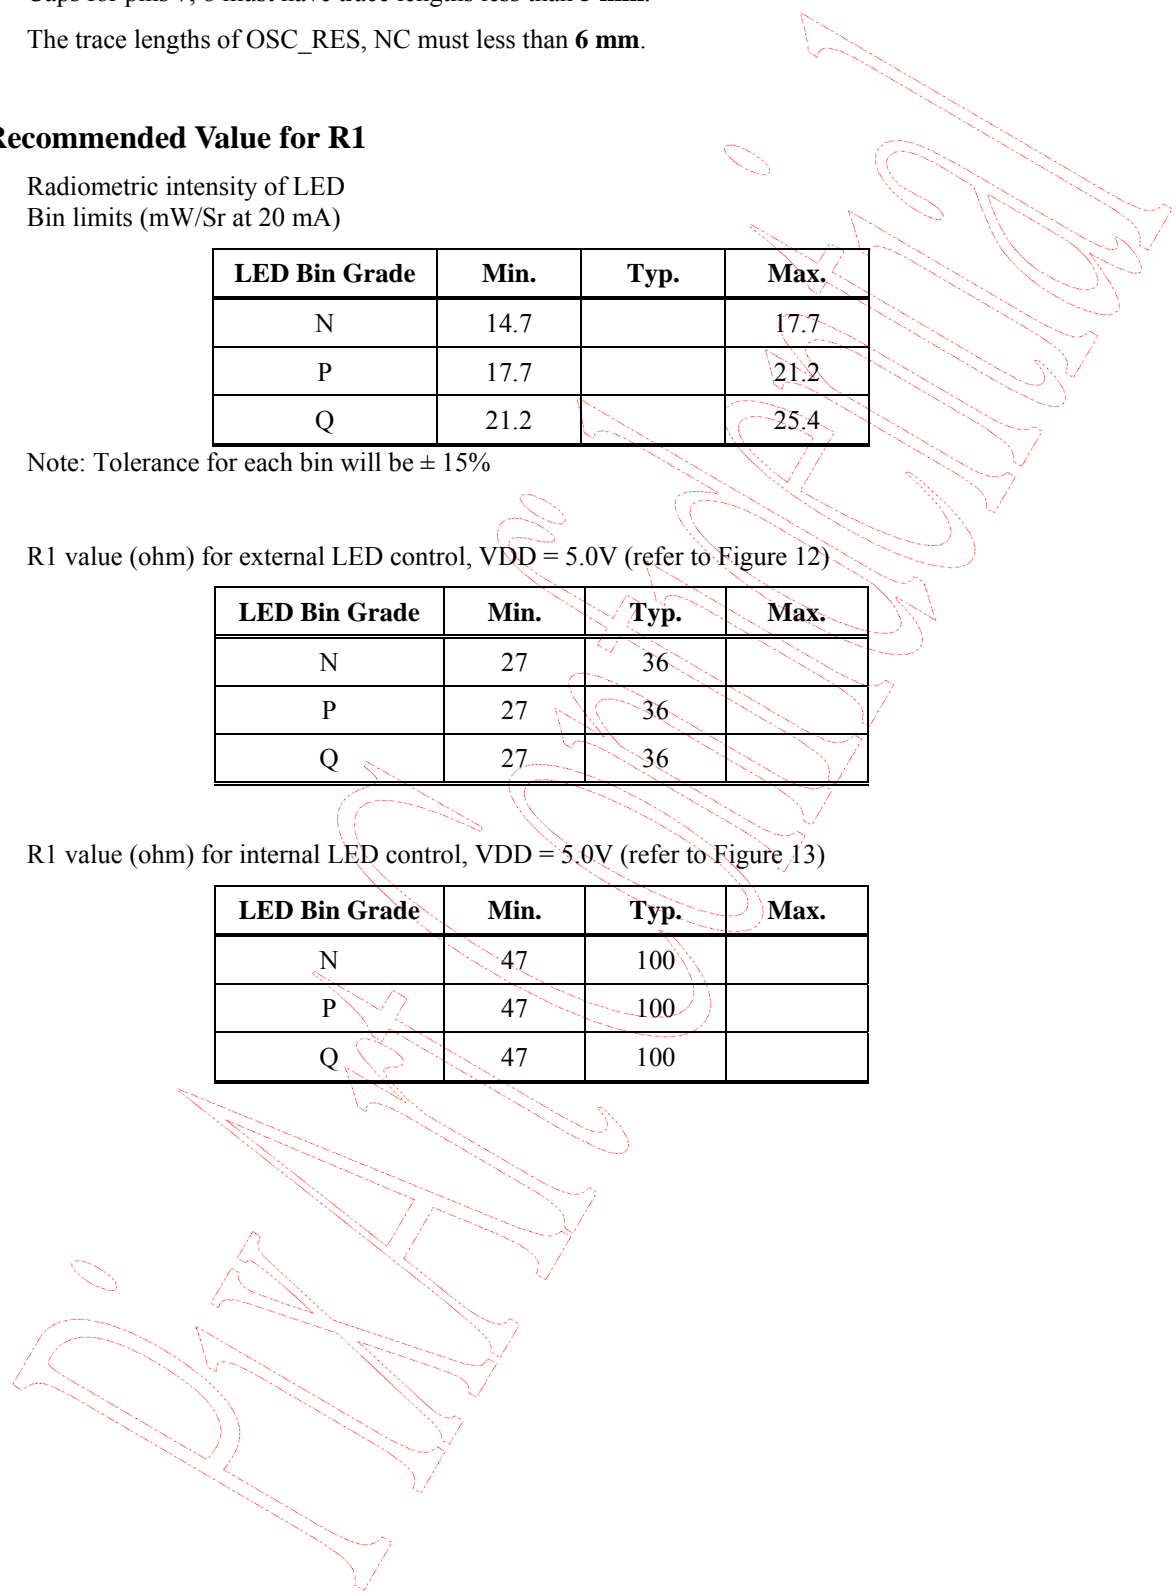 The trace lengths of OSC_RES, NC must less than 6 mm.
Recommended Value for R1
Radiometric intensity of LED
Bin limits (mW/Sr at 20 mA)
LED Bin Grade Min. Typ. Max.
N 14.7 17.7
P 17.7 21.2
Q 21.2 25.4
Note: Tolerance for each bin will be ± 15%
R1 value (ohm) for external LED control, VDD = 5.0V (refer to Figure 12)
LED Bin Grade Min. Typ. Max.
N 27 36
P 27 36
Q 27 36
R1 value (ohm) for internal LED control, VDD = 5.0V (refer to Figure 13)
LED Bin Grade Min. Typ. Max.
N 47 100
P 47 100
Q 47 100
PixArt Confidential